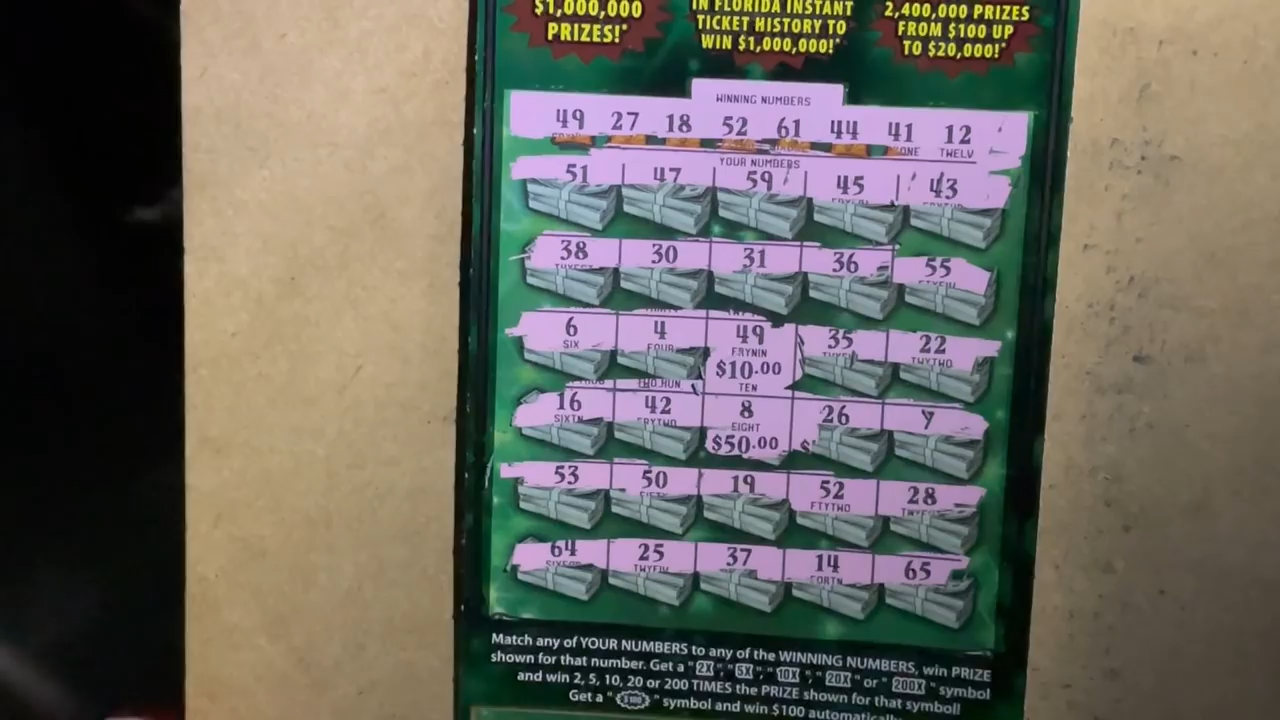 $1,000,000
PRIZES!*
IN FLORIDA INSTANT
TICKET HISTORY TO
WIN $1,000,000!*
2,400,000 PRIZES
FROM $100 UP
TO $20,000!*
WINNING NUMBERS
49 27 18 52 61 44 41 12
ONE TWELV
YOUR NUMBERS
51 47 59 45 43
38 30 31 36 55
6 4 49 35 22
SIX FOUR FRYNIN TWYTWO
$10.00
TEN
TWO.HUN
16 42 8 26
SIXTN FRYTWO EIGHT
$50.00
53 50 19 52 28
FTYTWO
64 25 37 14 65
TWYFIV FORTN
Match any of YOUR NUMBERS to any of the WINNING NUMBERS, win PRIZE
shown for that number. Get a "2X", "5X", "10X", "20X" or "200X" symbol
and win 2, 5, 10, 20 or 200 TIMES the PRIZE shown for that symbol!
Get a "$100" symbol and win $100 automatically